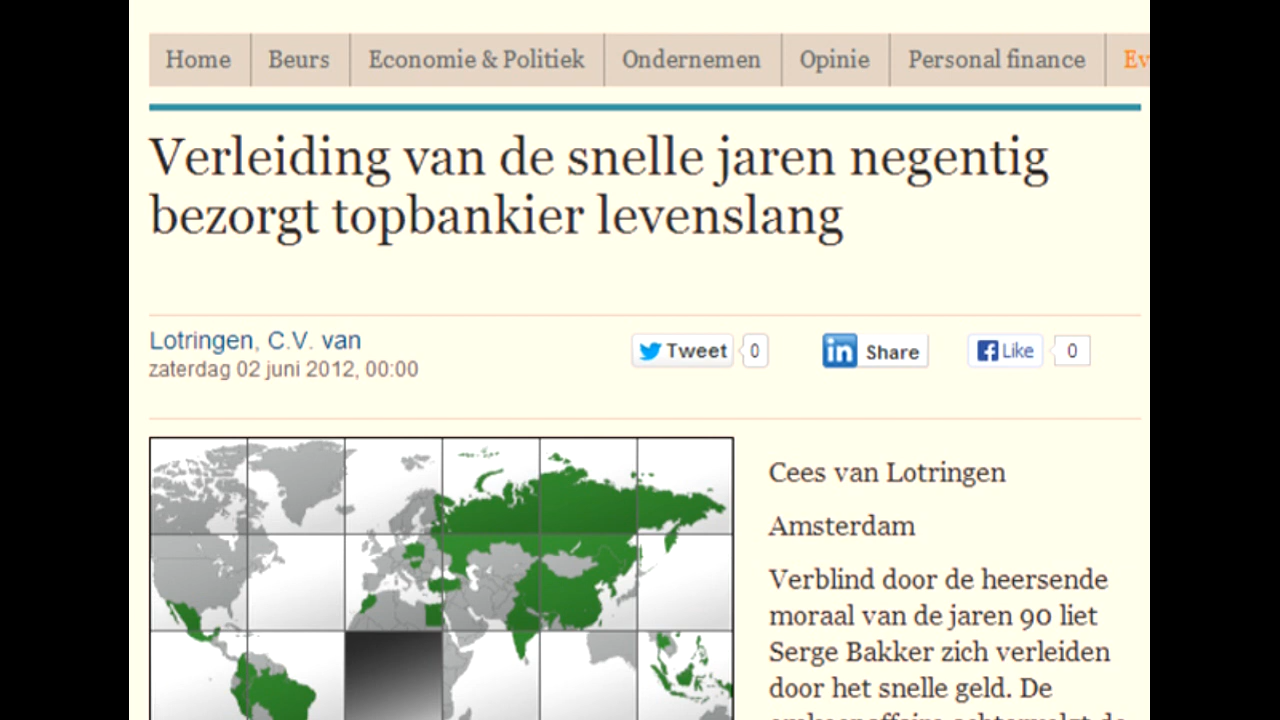 Home Beurs Economie & Politiek Ondernemen Opinie Personal finance Ev
Verleiding van de snelle jaren negentig
bezorgt topbankier levenslang
Lotringen, C.V. van
zaterdag 02 juni 2012, 00:00
Tweet 0 in Share Like 0
Cees van Lotringen
Amsterdam
Verblind door de heersende
moraal van de jaren 90 liet
Serge Bakker zich verleiden
door het snelle geld. De